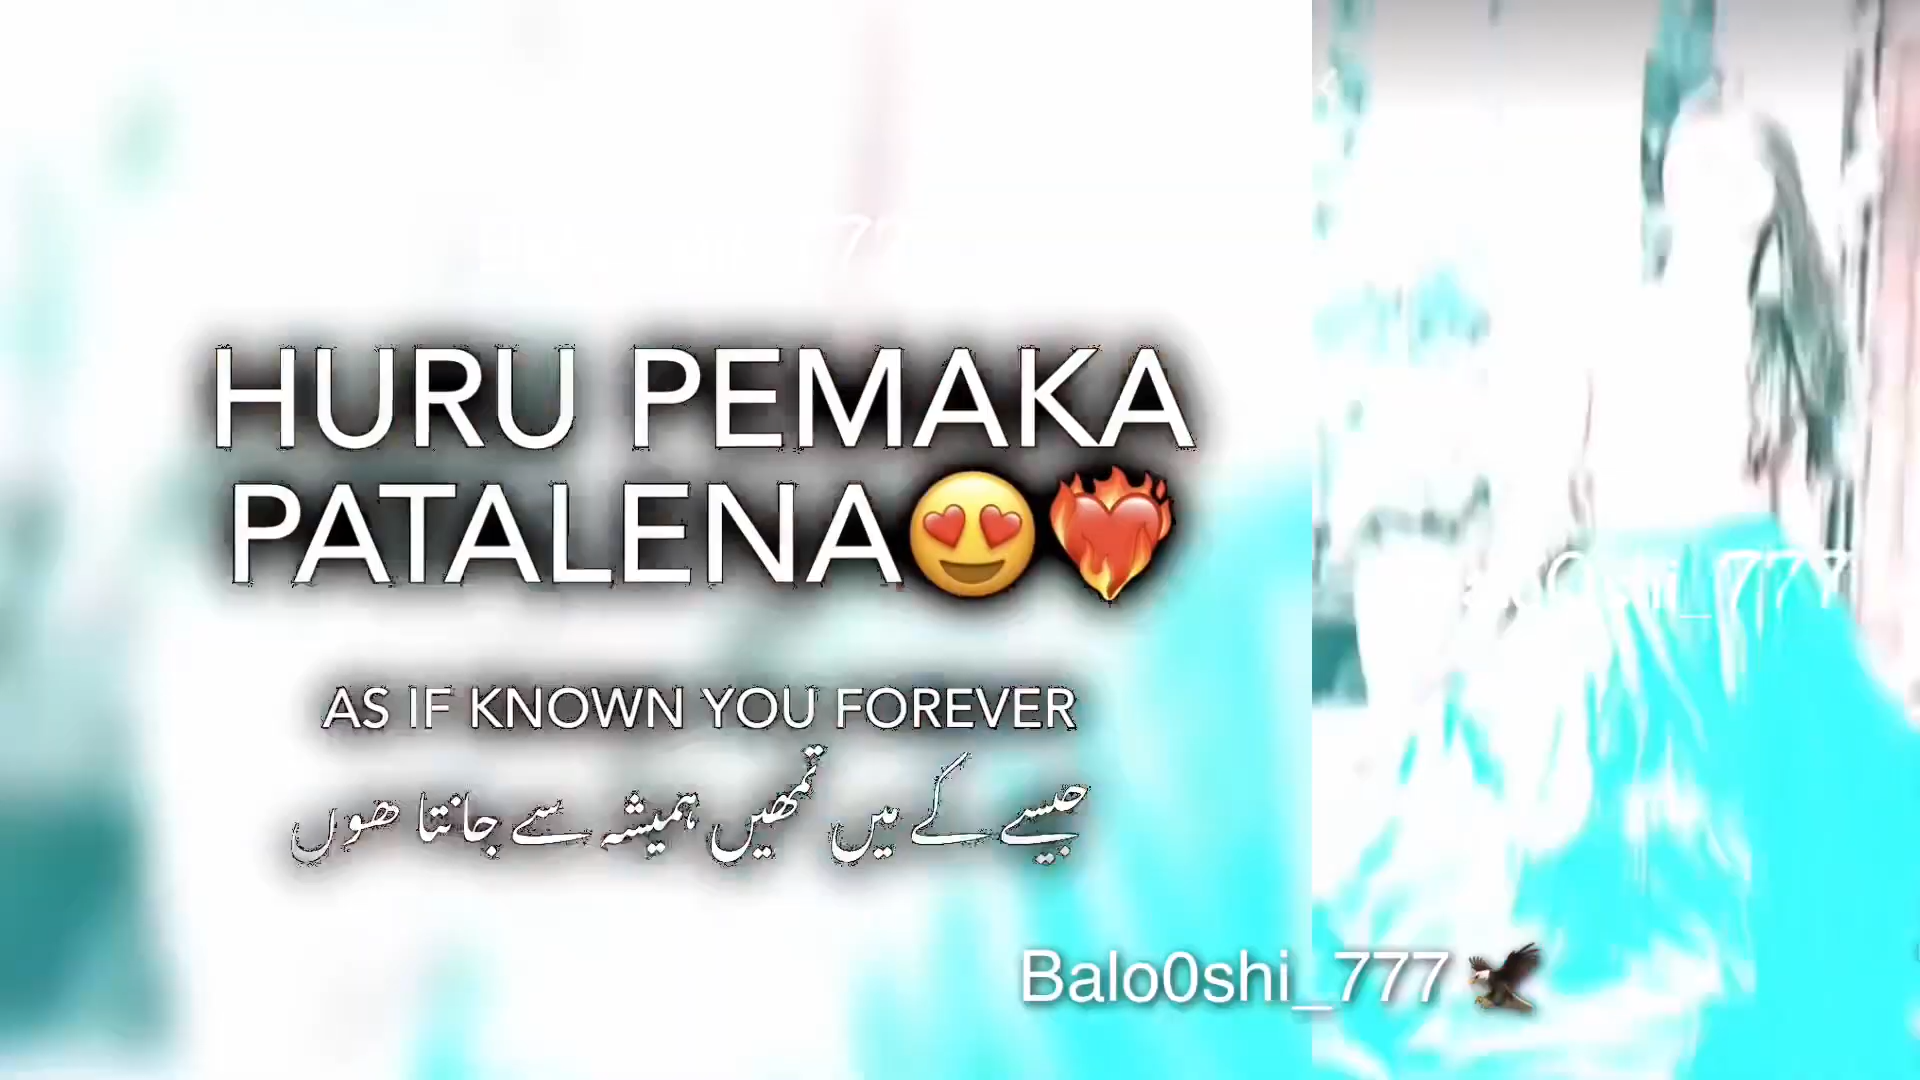 HURU PEMAKA
PATALENA😍❤️‍🔥
AS IF KNOWN YOU FOREVER
جیسے کے میں تمھیں ہمیشہ سے جانتا ھوں
Balo0shi_777 🦅